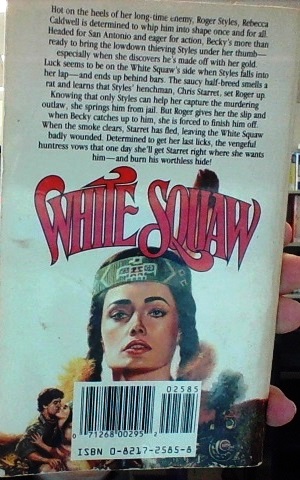 Hot on the heels of her long-time enemy, Roger Styles, Rebecca
Caldwell is determined to whip him into shape once and for all.
Headed for San Antonio and eager for action, Becky's more than
ready to bring the lowdown thieving Styles under her thumb—
especially when she discovers he's made off with her gold.
Luck seems to be on the White Squaw's side when Styles falls into
her lap—and ends up behind bars. The saucy half-breed smells a
rat and learns that Styles' henchman, Chris Starret, set Roger up.
Knowing that only Styles can help her capture the murdering
outlaw, she springs him from jail. But Roger gives her the slip and
when Becky catches up to him, she is forced to finish him off.
When the smoke clears, Starret has fled, leaving the White Squaw
badly wounded. Determined to get her last licks, the vengeful
huntress vows that one day she'll get Starret right where she wants
him—and burn his worthless hide!
WHITE SQUAW
02585
0 71268 00295 2
ISBN 0-8217-2585-8